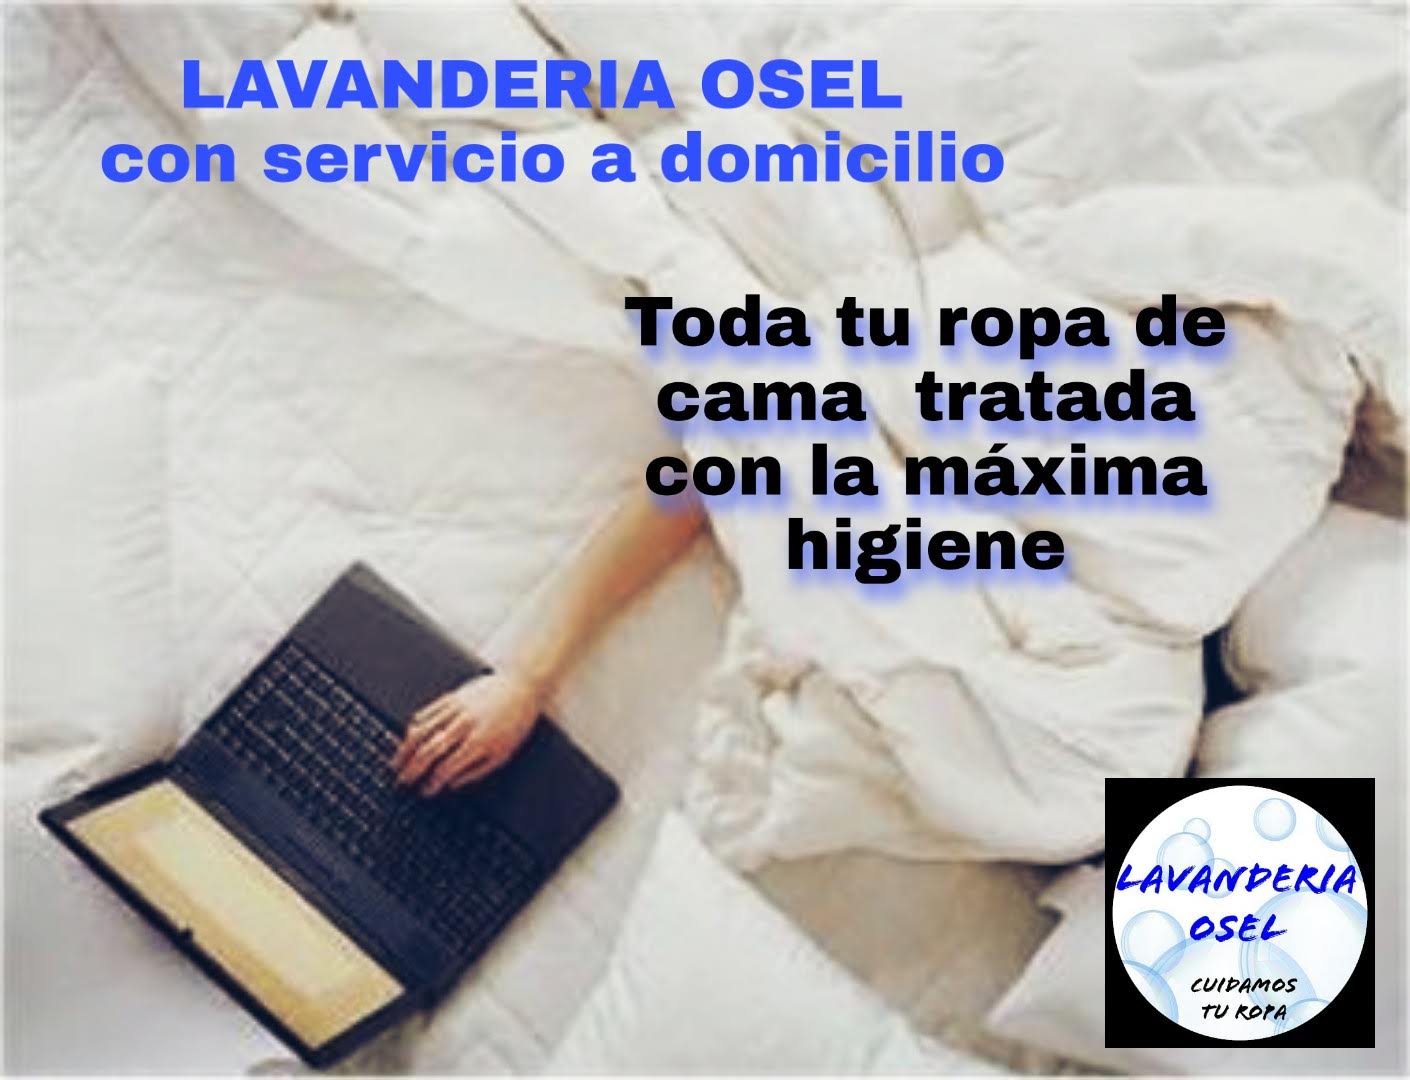 LAVANDERIA OSEL
con servicio a domicilio
Toda tu ropa de
cama tratada
con la máxima
higiene
LAVANDERIA
OSEL
CUIDAMOS
TU ROPA